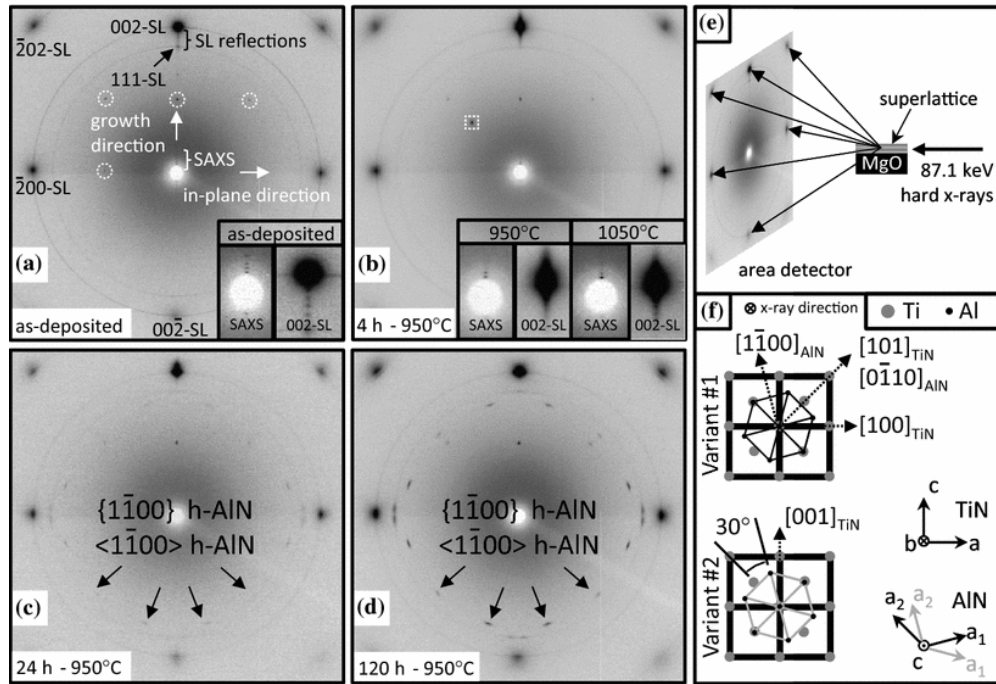 002-SL
2̄02-SL
SL reflections
111-SL
growth
direction
SAXS
2̄00-SL
in-plane direction
as-deposited
(a)
as-deposited
002̄-SL
SAXS
002-SL
950°C
1050°C
(b)
4 h - 950°C
SAXS
002-SL
SAXS
002-SL
{11̄00} h-AlN
<11̄00> h-AlN
(c)
24 h - 950°C
{11̄00} h-AlN
<11̄00> h-AlN
(d)
120 h - 950°C
(e)
superlattice
MgO
87.1 keV
hard x-rays
area detector
(f)
⊗ x-ray direction
Ti
Al
Variant #1
[11̄00]AlN
[101]TiN
[01̄10]AlN
[100]TiN
Variant #2
30°
[001]TiN
c
TiN
b
a
AlN
a2
a2
a1
c
a1